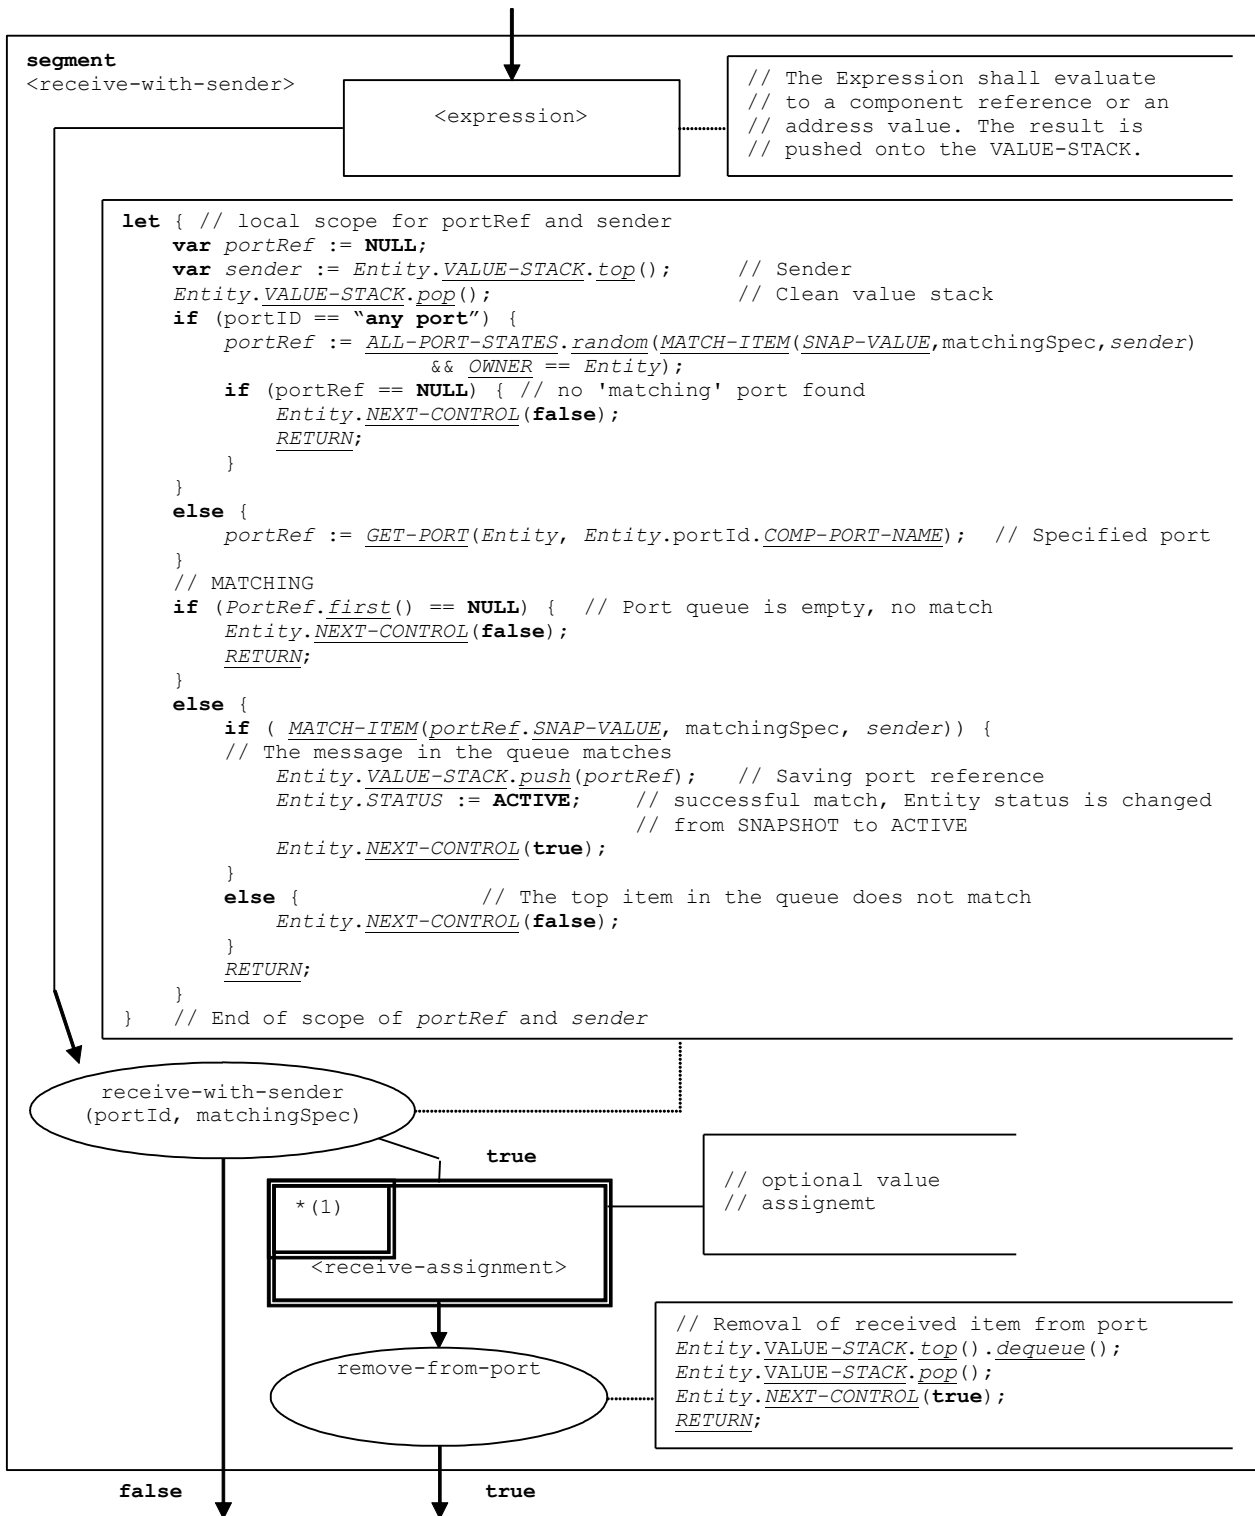 segment
<receive-with-sender>
<expression>
// The Expression shall evaluate
// to a component reference or an
// address value. The result is
// pushed onto the VALUE-STACK.
let { // local scope for portRef and sender
var portRef := NULL;
var sender := Entity.VALUE-STACK.top(); // Sender
Entity.VALUE-STACK.pop(); // Clean value stack
if (portID == “any port”) {
portRef := ALL-PORT-STATES.random(MATCH-ITEM(SNAP-VALUE,matchingSpec,sender)
&& OWNER == Entity);
if (portRef == NULL) { // no 'matching' port found
Entity.NEXT-CONTROL(false);
RETURN;
}
}
else {
portRef := GET-PORT(Entity, Entity.portId.COMP-PORT-NAME); // Specified port
}
// MATCHING
if (PortRef.first() == NULL) { // Port queue is empty, no match
Entity.NEXT-CONTROL(false);
RETURN;
}
else {
if ( MATCH-ITEM(portRef.SNAP-VALUE, matchingSpec, sender)) {
// The message in the queue matches
Entity.VALUE-STACK.push(portRef); // Saving port reference
Entity.STATUS := ACTIVE; // successful match, Entity status is changed
// from SNAPSHOT to ACTIVE
Entity.NEXT-CONTROL(true);
}
else { // The top item in the queue does not match
Entity.NEXT-CONTROL(false);
}
RETURN;
}
} // End of scope of portRef and sender
receive-with-sender
(portId, matchingSpec)
true
*(1)
<receive-assignment>
// optional value
// assignemt
remove-from-port
// Removal of received item from port
Entity.VALUE-STACK.top().dequeue();
Entity.VALUE-STACK.pop();
Entity.NEXT-CONTROL(true);
RETURN;
false
true